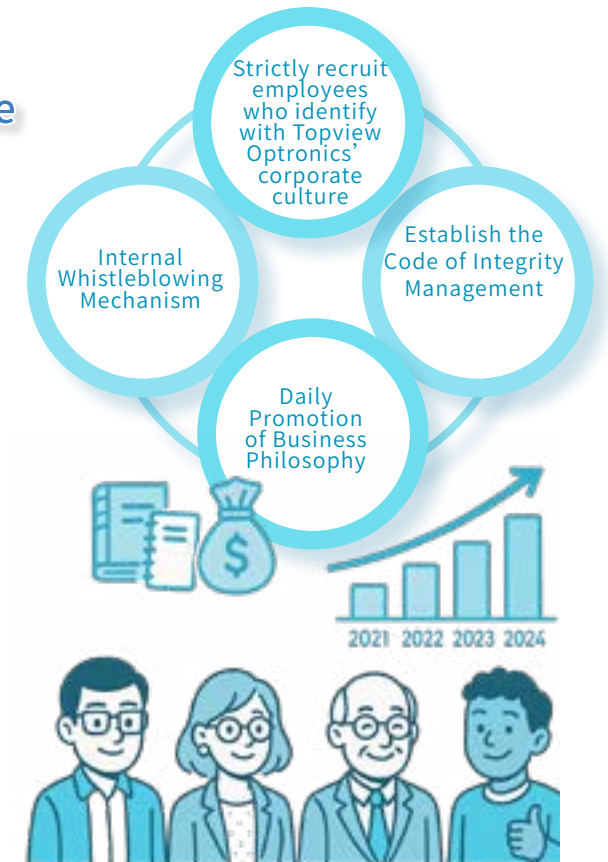 e
Strictly recruit
employees
who identify
with Topview
Optronics’
corporate
culture
Establish the
Code of Integrity
Management
Internal
Whistleblowing
Mechanism
Daily
Promotion
of Business
Philosophy
$
2021 2022 2023 2024